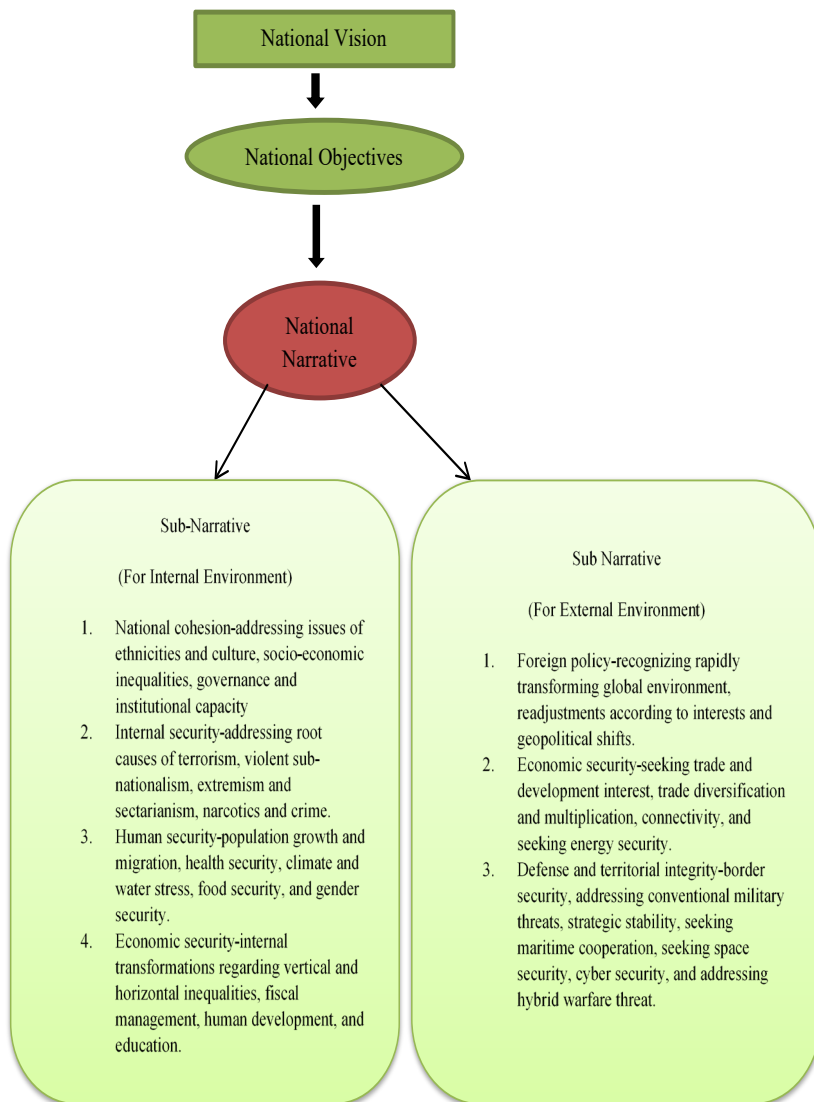 National Vision
National Objectives
National
Narrative
Sub-Narrative
(For Internal Environment)
1. National cohesion-addressing issues of
ethnicities and culture, socio-economic
inequalities, governance and
institutional capacity
2. Internal security-addressing root
causes of terrorism, violent sub-
nationalism, extremism and
sectarianism, narcotics and crime.
3. Human security-population growth and
migration, health security, climate and
water stress, food security, and gender
security.
4. Economic security-internal
transformations regarding vertical and
horizontal inequalities, fiscal
management, human development, and
education.
Sub Narrative
(For External Environment)
1. Foreign policy-recognizing rapidly
transforming global environment,
readjustments according to interests and
geopolitical shifts.
2. Economic security-seeking trade and
development interest, trade diversification
and multiplication, connectivity, and
seeking energy security.
3. Defense and territorial integrity-border
security, addressing conventional military
threats, strategic stability, seeking
maritime cooperation, seeking space
security, cyber security, and addressing
hybrid warfare threat.